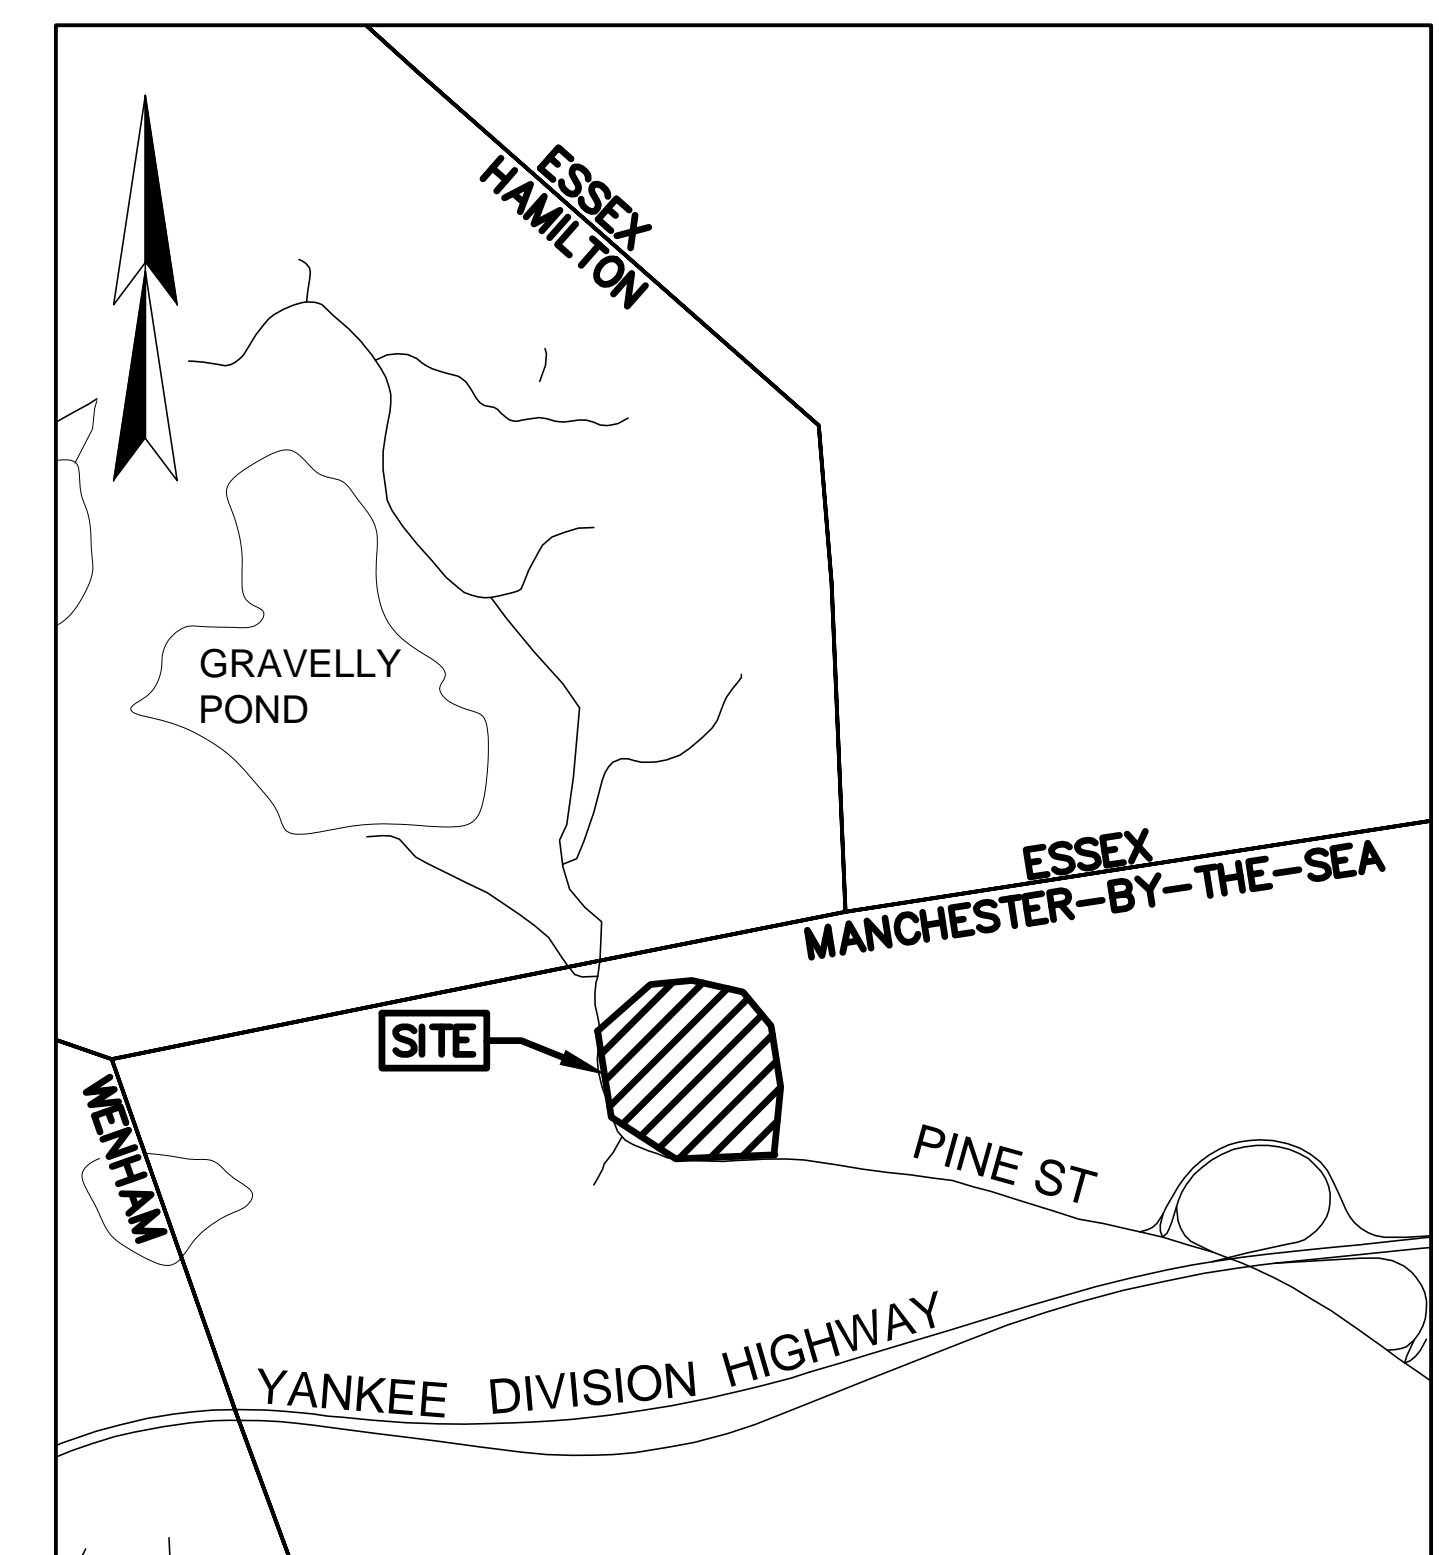 ESSEX
HAMILTON
GRAVELLY
POND
ESSEX
MANCHESTER-BY-THE-SEA
SITE
WENHAM
PINE ST
YANKEE DIVISION HIGHWAY